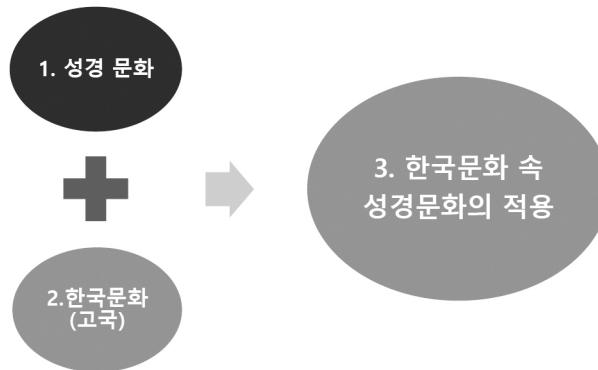 1. 성경 문화
2.한국문화
(고국)
3. 한국문화 속
성경문화의 적용